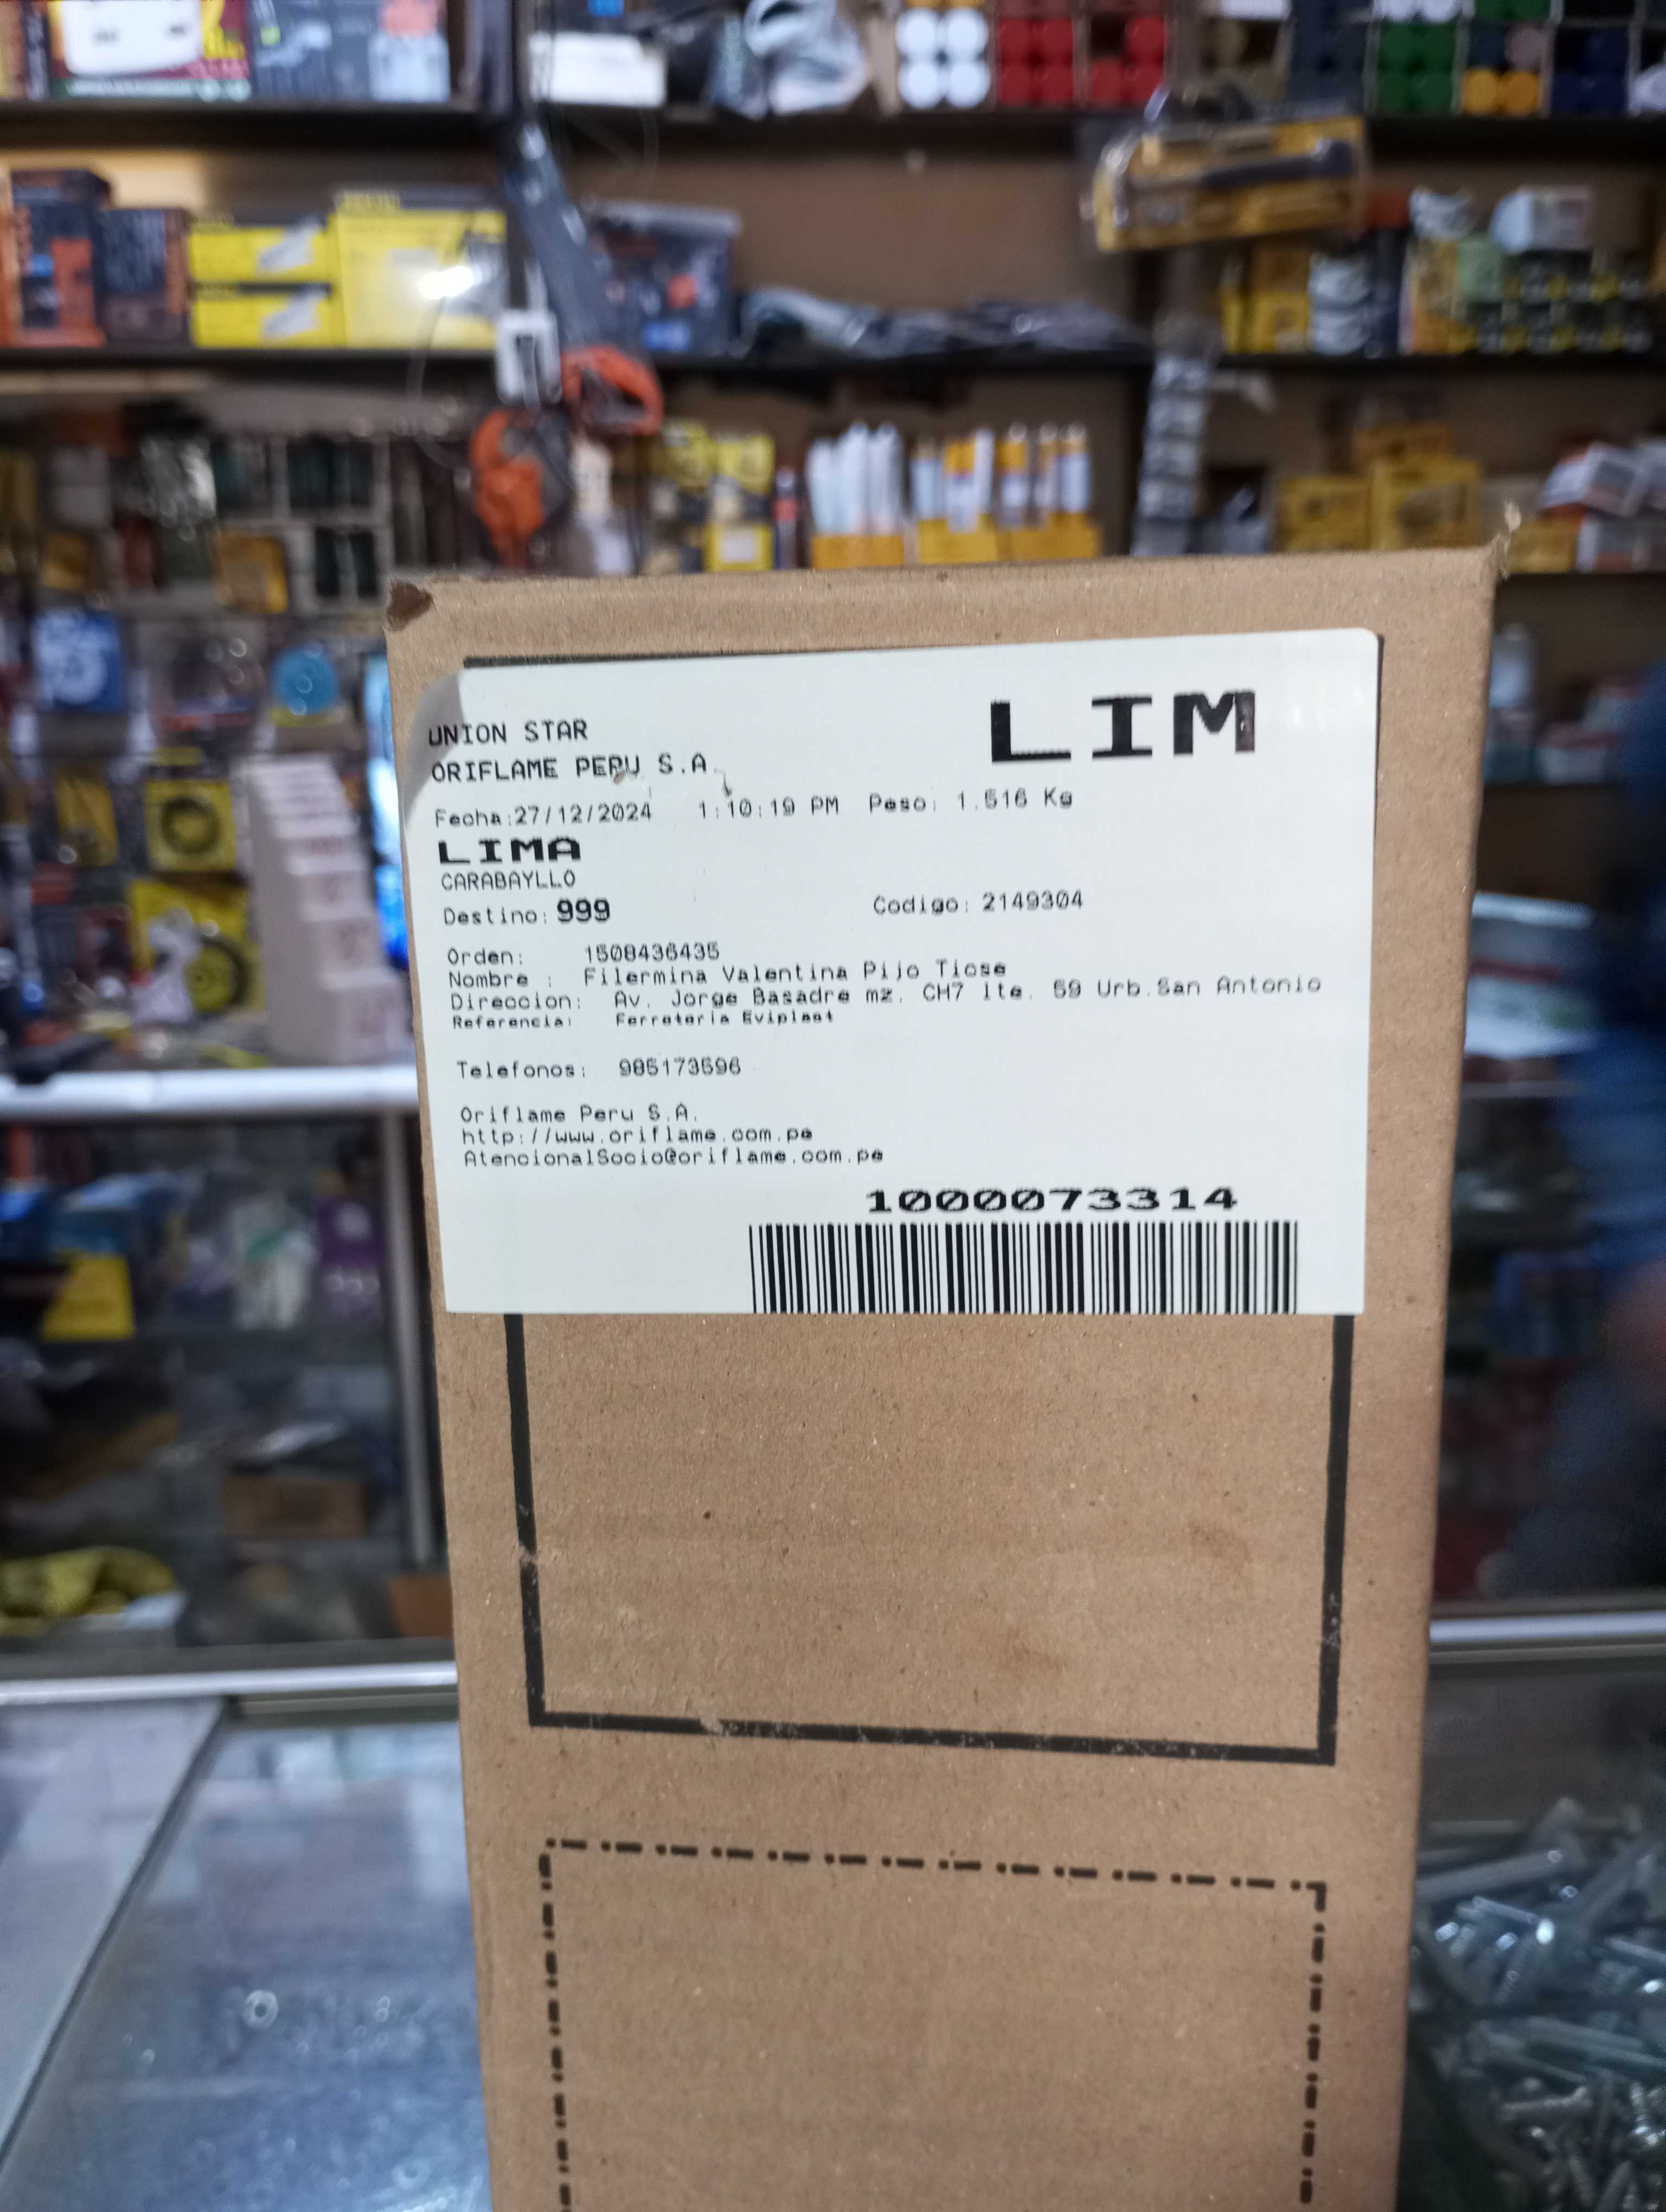 LIM
UNION STAR
ORIFLAME PERU S.A.
Fecha:27/12/2024 1:10:19 PM Peso: 1.516 Kg
LIMA
CARABAYLLO
Destino: 999 Codigo: 2149304
Orden: 1508436435
Nombre : Filermina Valentina Pijo Ticse
Direccion: Av. Jorge Basadre mz. CH7 lte. 59 Urb.San Antonio
Referencia: Ferreteria Eviplast
Telefonos: 985173596
Oriflame Peru S.A.
http://www.oriflame.com.pe
AtencionalSocio@oriflame.com.pe
1000073314